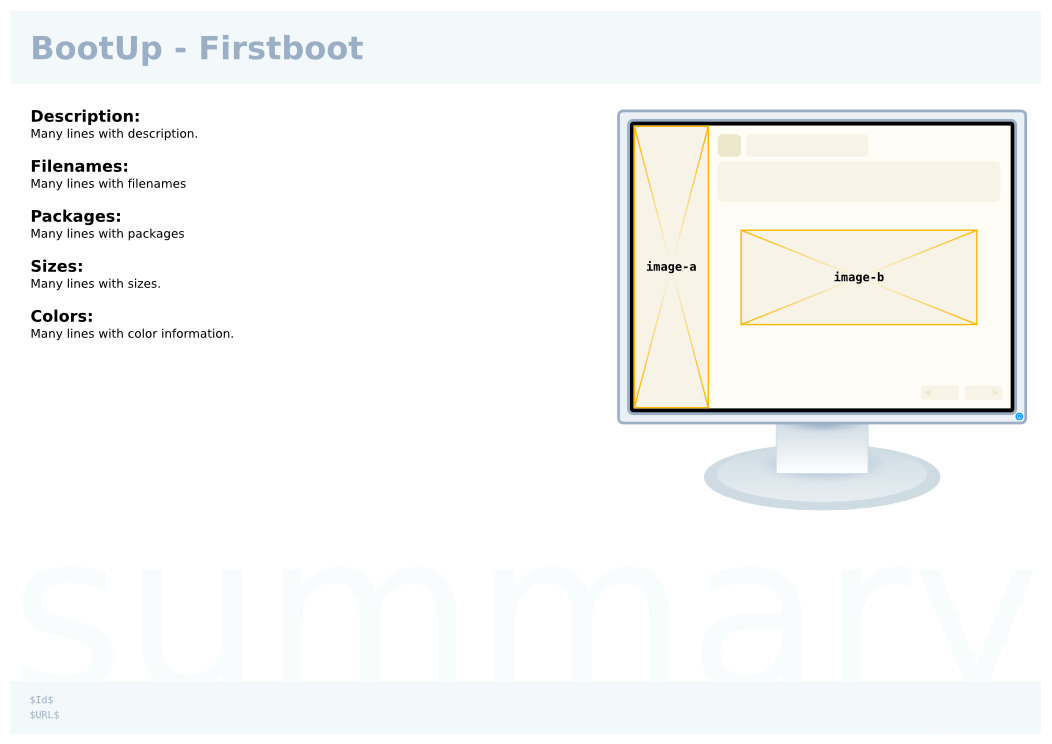 BootUp - Firstboot
Description:
Many lines with description.
Filenames:
Many lines with filenames
Packages:
Many lines with packages
Sizes:
Many lines with sizes.
Colors:
Many lines with color information.
image-a
image-b
summary
$Id$
$URL$